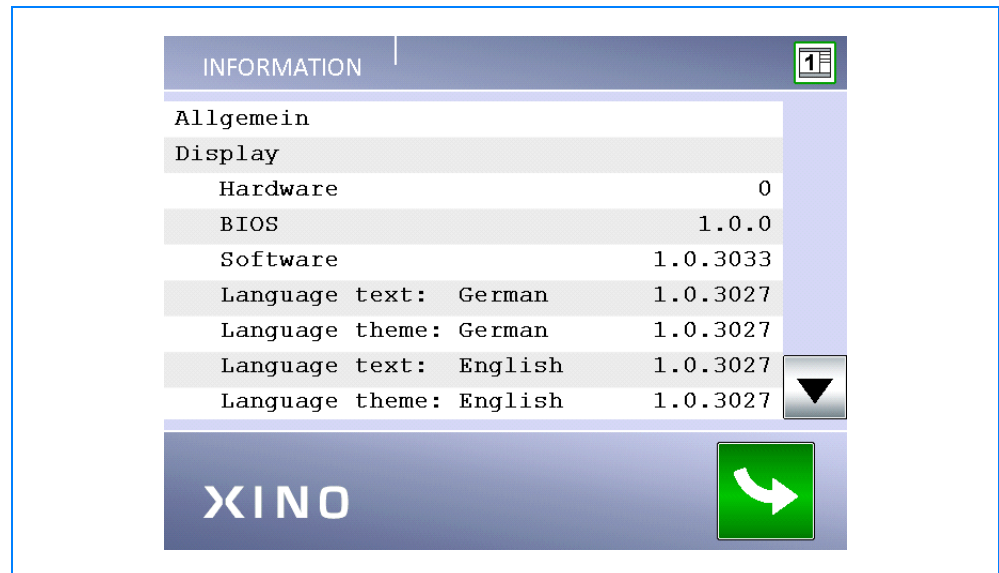 INFORMATION
1
Allgemein
Display
Hardware 0
BIOS 1.0.0
Software 1.0.3033
Language text: German 1.0.3027
Language theme: German 1.0.3027
Language text: English 1.0.3027
Language theme: English 1.0.3027
XINO